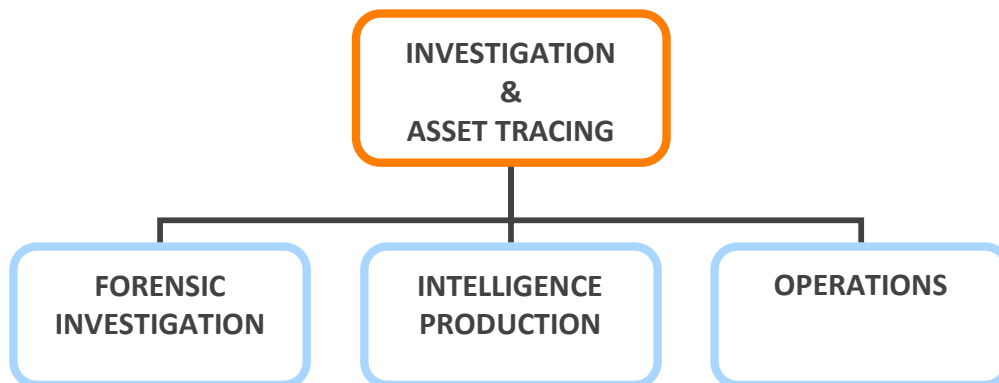 INVESTIGATION
&
ASSET TRACING
FORENSIC
INVESTIGATION
INTELLIGENCE
PRODUCTION
OPERATIONS